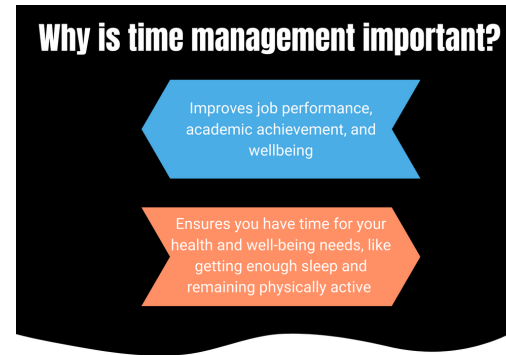 Why is time management important?
Improves job performance,
academic achievement, and
wellbeing
Ensures you have time for your
health and well-being needs, like
getting enough sleep and
remaining physically active